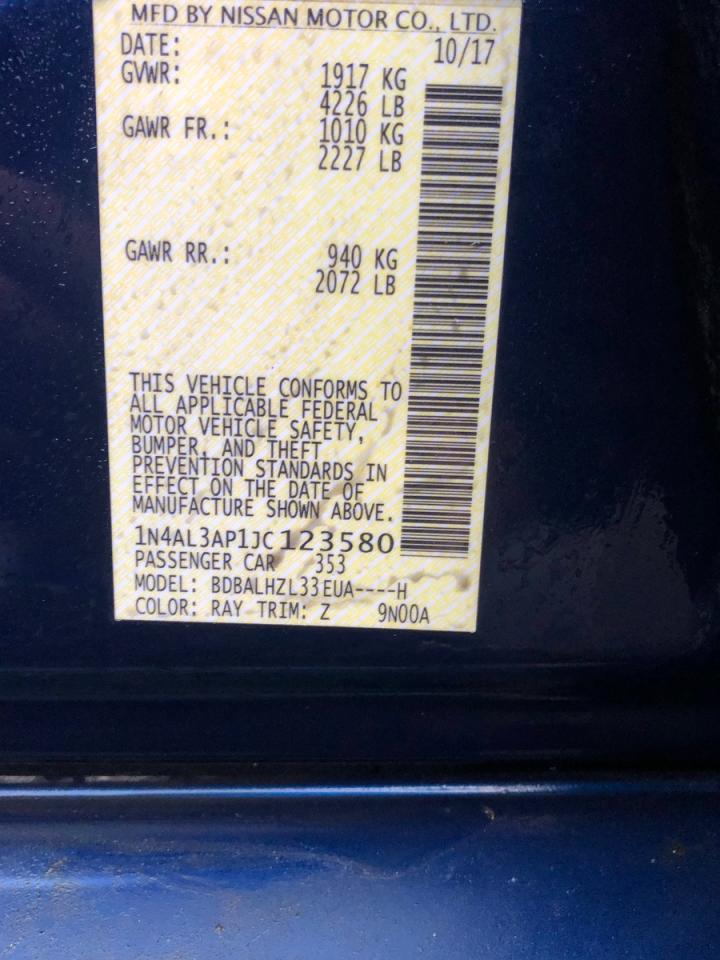 MFD BY NISSAN MOTOR CO., LTD.
DATE: 10/17
GVWR: 1917 KG
4226 LB
GAWR FR.: 1010 KG
2227 LB
GAWR RR.: 940 KG
2072 LB
THIS VEHICLE CONFORMS TO
ALL APPLICABLE FEDERAL
MOTOR VEHICLE SAFETY,
BUMPER, AND THEFT
PREVENTION STANDARDS IN
EFFECT ON THE DATE OF
MANUFACTURE SHOWN ABOVE.
1N4AL3AP1JC123580
PASSENGER CAR 353
MODEL: BDBALHZL33EUA----H
COLOR: RAY TRIM: Z 9N00A